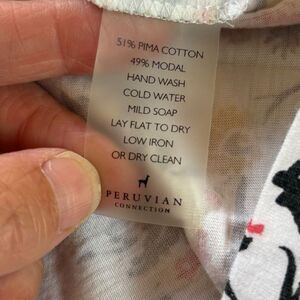 51% PIMA COTTON
49% MODAL
HAND WASH
COLD WATER
MILD SOAP
LAY FLAT TO DRY
LOW IRON
OR DRY CLEAN
PERUVIAN
CONNECTION